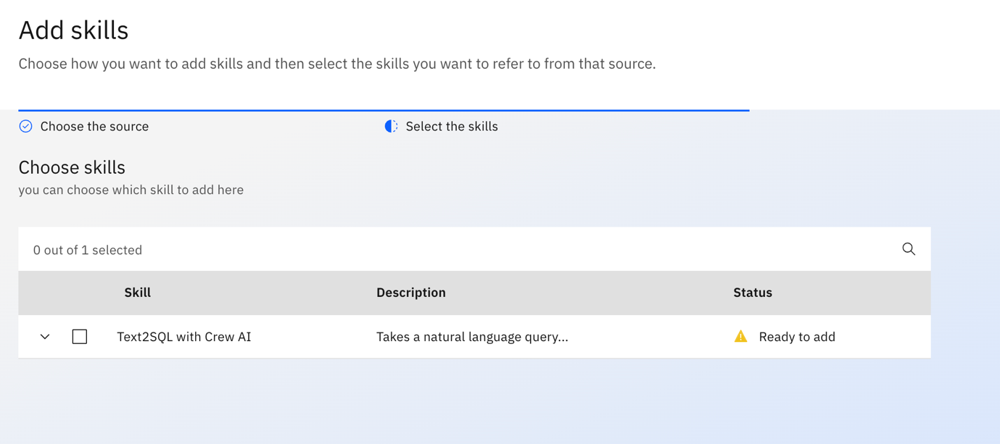 Add skills
Choose how you want to add skills and then select the skills you want to refer to from that source.
Choose the source
Select the skills
Choose skills
you can choose which skill to add here
0 out of 1 selected
Skill Description Status
Text2SQL with Crew AI Takes a natural language query... Ready to add